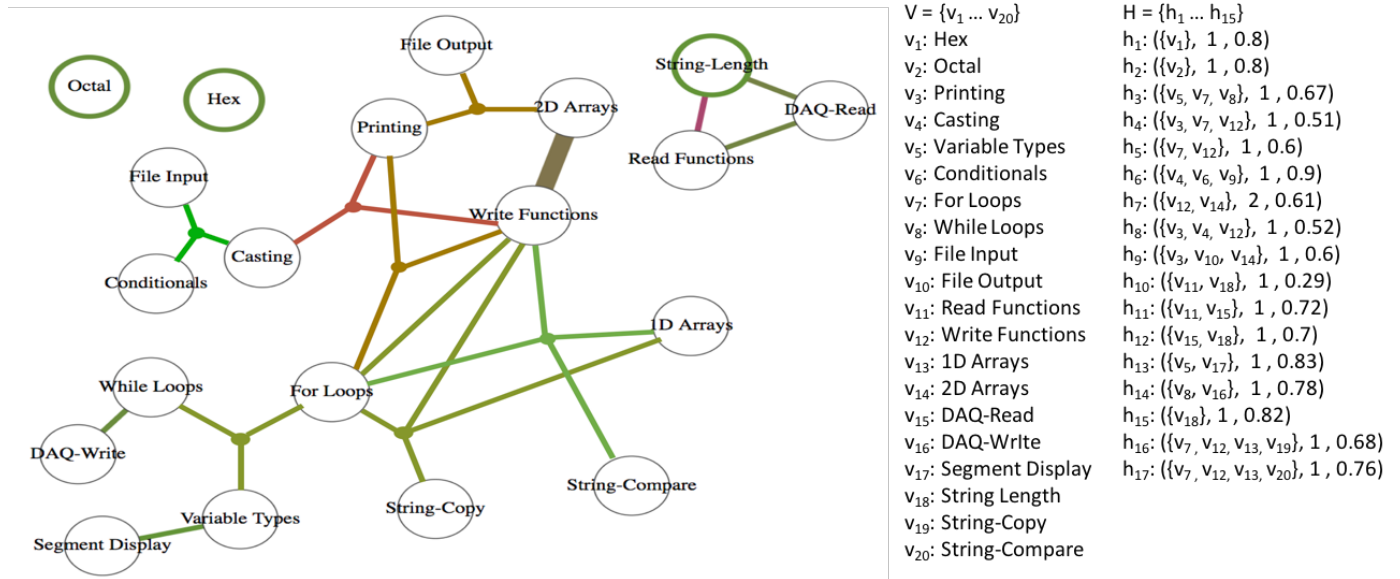 File Output
String-Length
Octal
Hex
2D Arrays
DAQ-Read
Printing
Read Functions
File Input
Write Functions
Casting
Conditionals
1D Arrays
While Loops
For Loops
DAQ-Write
String-Compare
String-Copy
Variable Types
Segment Display
V = {v₁ ... v₂₀}
v₁: Hex
v₂: Octal
v₃: Printing
v₄: Casting
v₅: Variable Types
v₆: Conditionals
v₇: For Loops
v₈: While Loops
v₉: File Input
v₁₀: File Output
v₁₁: Read Functions
v₁₂: Write Functions
v₁₃: 1D Arrays
v₁₄: 2D Arrays
v₁₅: DAQ-Read
v₁₆: DAQ-WrIte
v₁₇: Segment Display
v₁₈: String Length
v₁₉: String-Copy
v₂₀: String-Compare
H = {h₁ ... h₁₅}
h₁: ({v₁}, 1 , 0.8)
h₂: ({v₂}, 1 , 0.8)
h₃: ({v₅, v₇, v₈}, 1 , 0.67)
h₄: ({v₃, v₇, v₁₂}, 1 , 0.51)
h₅: ({v₇, v₁₂}, 1 , 0.6)
h₆: ({v₄, v₆, v₉}, 1 , 0.9)
h₇: ({v₁₂, v₁₄}, 2 , 0.61)
h₈: ({v₃, v₄, v₁₂}, 1 , 0.52)
h₉: ({v₃, v₁₀, v₁₄}, 1 , 0.6)
h₁₀: ({v₁₁, v₁₈}, 1 , 0.29)
h₁₁: ({v₁₁, v₁₅}, 1 , 0.72)
h₁₂: ({v₁₅, v₁₈}, 1 , 0.7)
h₁₃: ({v₅, v₁₇}, 1 , 0.83)
h₁₄: ({v₈, v₁₆}, 1 , 0.78)
h₁₅: ({v₁₈}, 1 , 0.82)
h₁₆: ({v₇, v₁₂, v₁₃, v₁₉}, 1 , 0.68)
h₁₇: ({v₇, v₁₂, v₁₃, v₂₀}, 1 , 0.76)